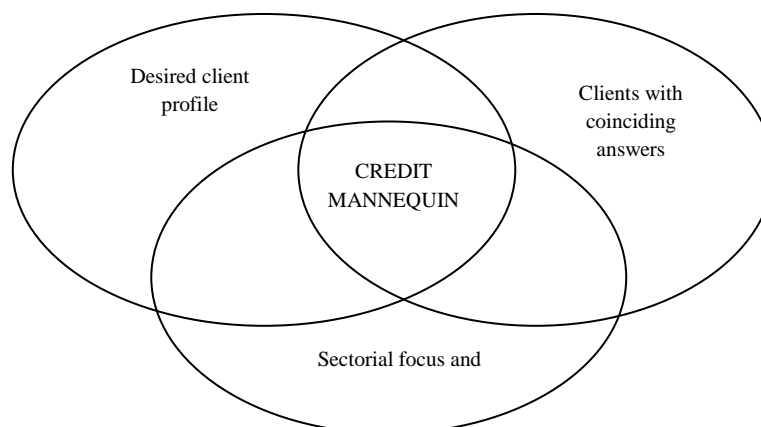 Desired client
profile
Clients with
coinciding
answers
CREDIT
MANNEQUIN
Sectorial focus and